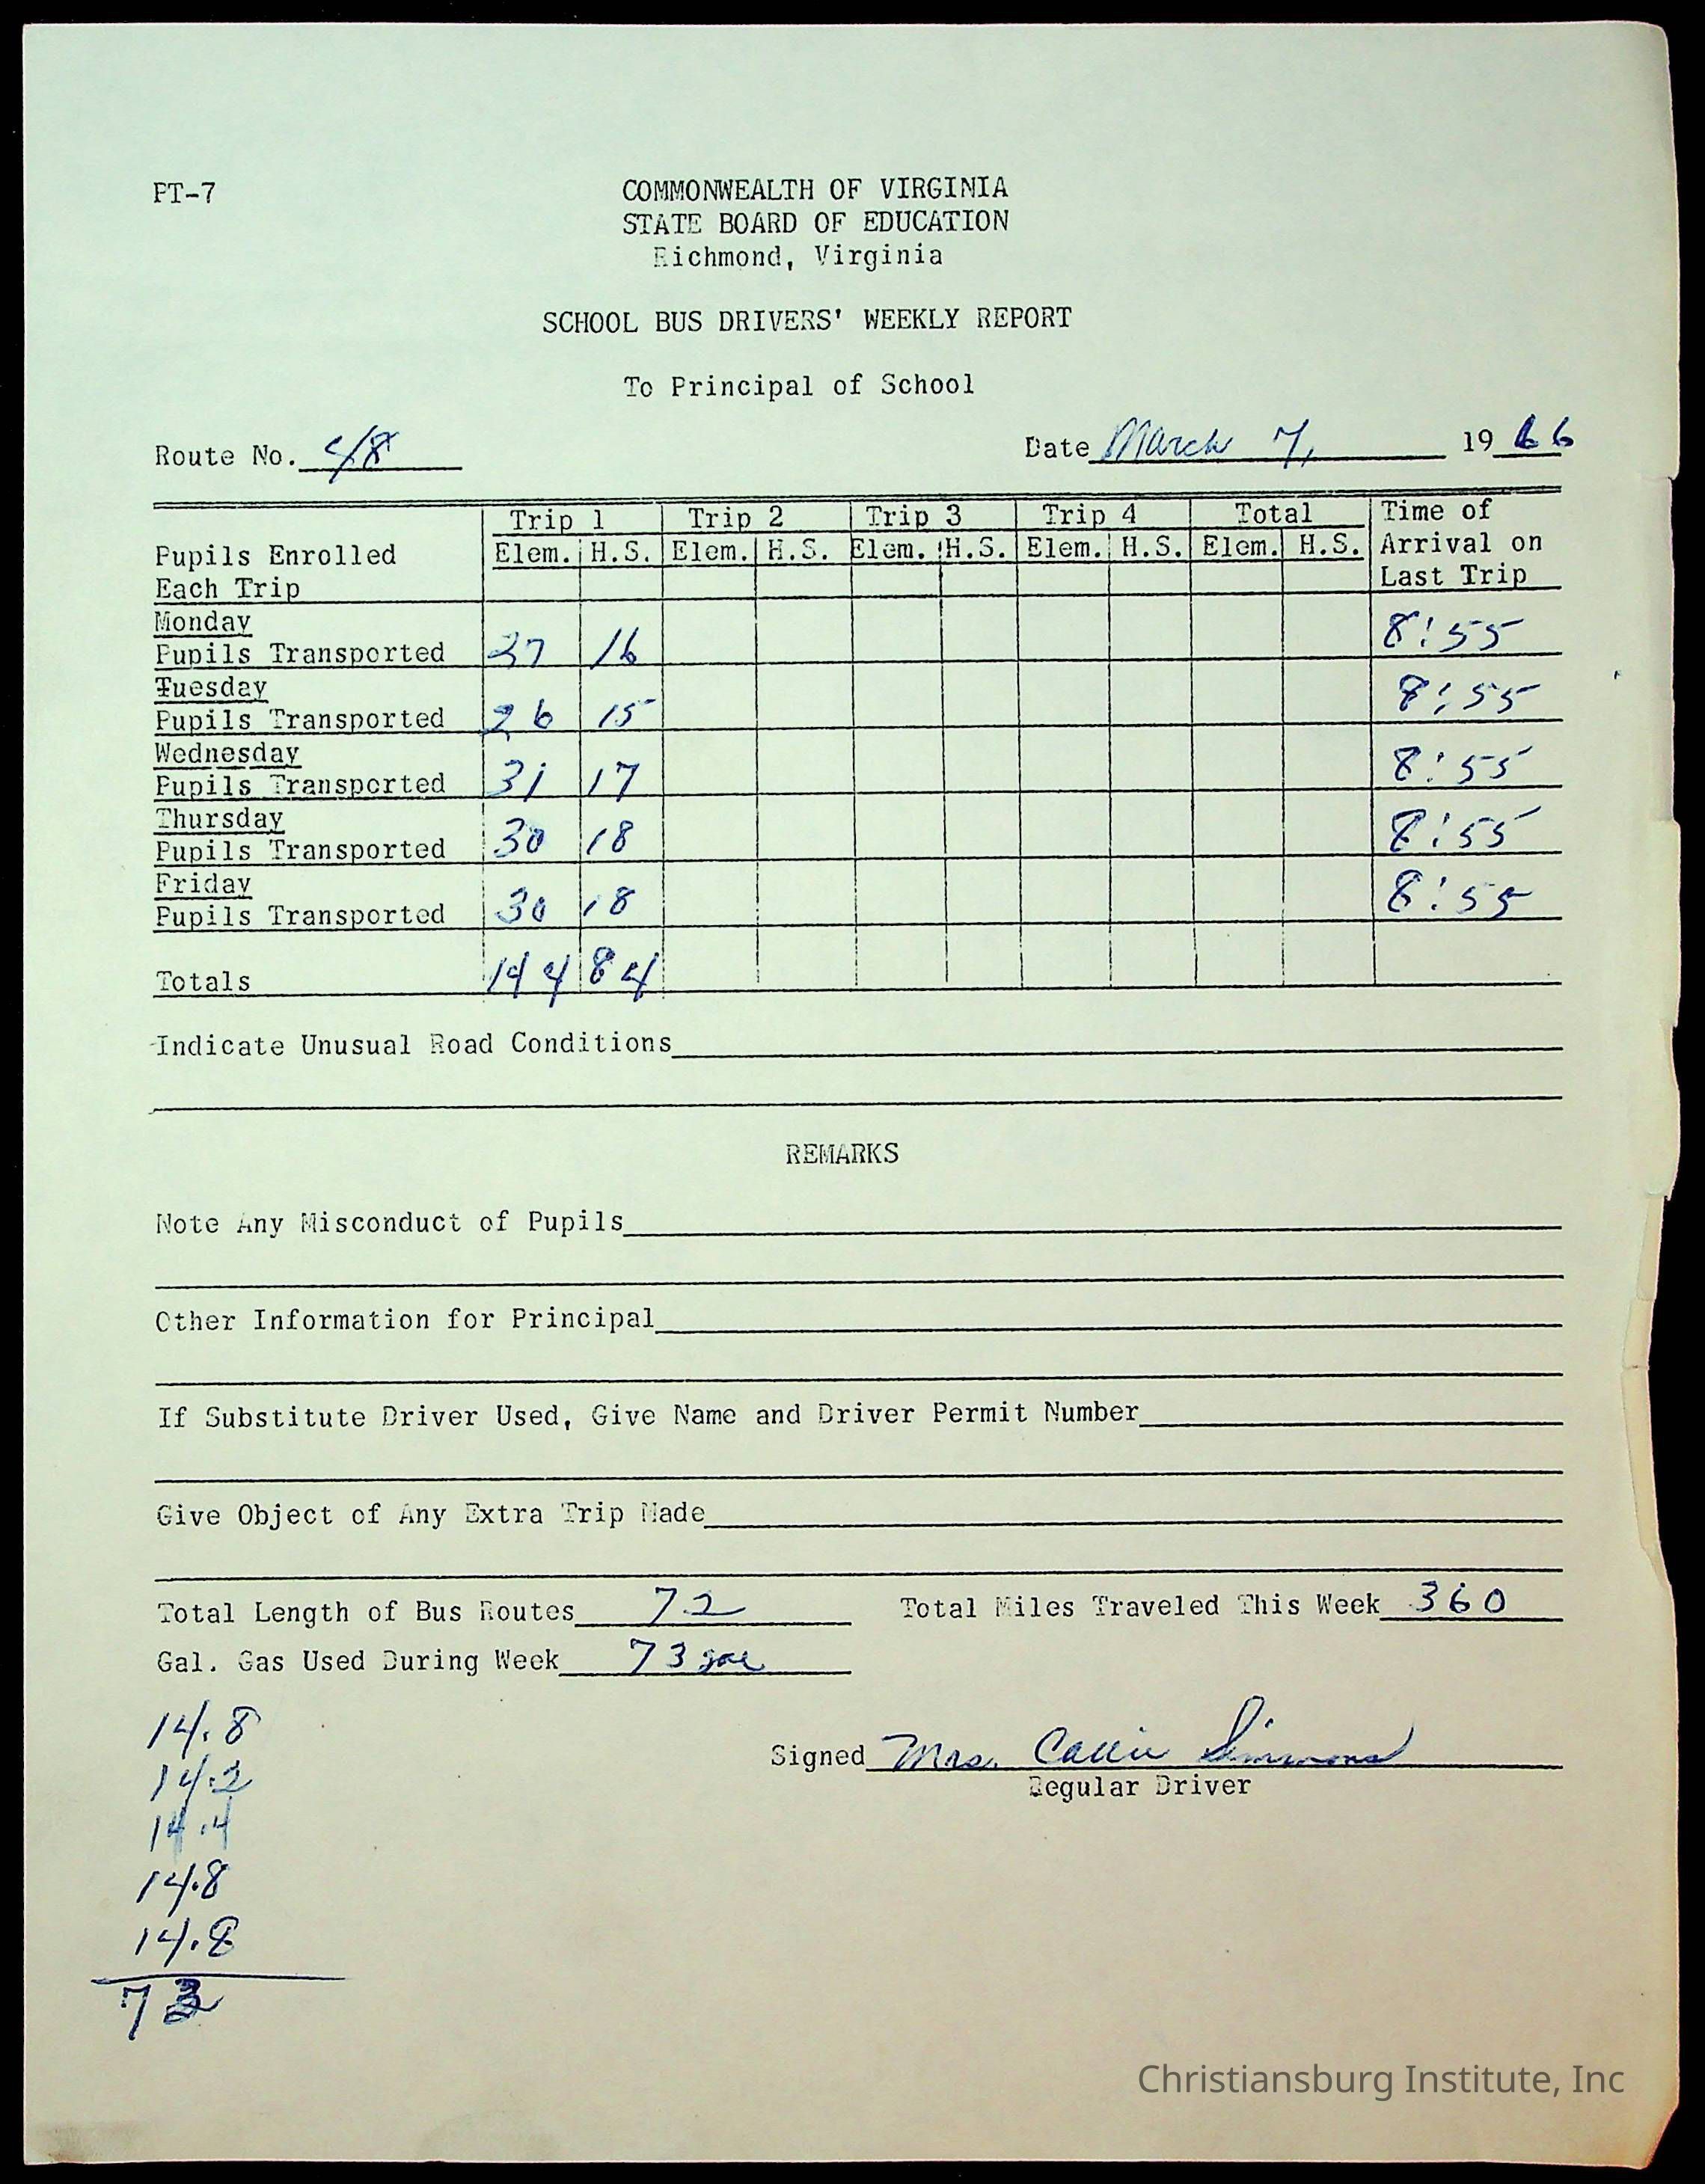 PT-7
COMMONWEALTH OF VIRGINIA
STATE BOARD OF EDUCATION
Richmond, Virginia
SCHOOL BUS DRIVERS' WEEKLY REPORT
To Principal of School
Route No. 48 Date March 7, 1966
Trip 1 Trip 2 Trip 3 Trip 4 Total Time of
Pupils Enrolled Elem. H.S. Elem. H.S. Elem. H.S. Elem. H.S. Elem. H.S. Arrival on
Each Trip Last Trip
Monday
Pupils Transported 27 16 8:55
Tuesday
Pupils Transported 26 15 8:55
Wednesday
Pupils Transported 31 17 8:55
Thursday
Pupils Transported 30 18 8:55
Friday
Pupils Transported 30 18 8:55
Totals 144 84
Indicate Unusual Road Conditions
REMARKS
Note Any Misconduct of Pupils
Other Information for Principal
If Substitute Driver Used, Give Name and Driver Permit Number
Give Object of Any Extra Trip Made
Total Length of Bus Routes 72 Total Miles Traveled This Week 360
Gal. Gas Used During Week 73 gal
14.8
14.2
14.4
14.8
14.8
73
Signed Mrs. Callie Simmons
Regular Driver
Christiansburg Institute, Inc